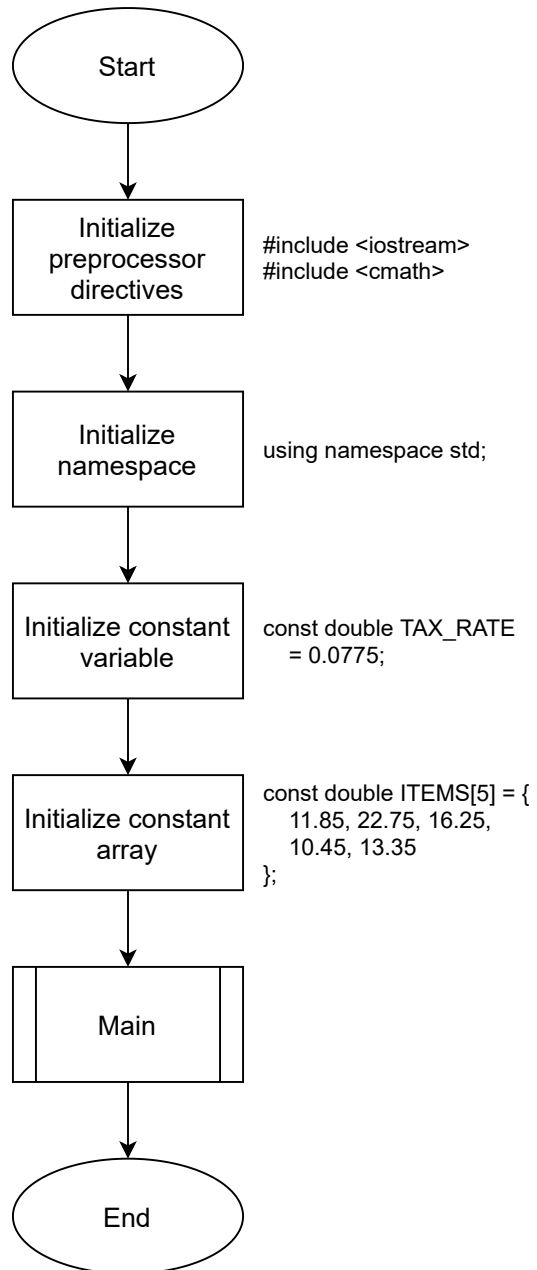 Start
Initialize
preprocessor
directives
#include <iostream>
#include <cmath>
Initialize
namespace
using namespace std;
Initialize constant
variable
const double TAX_RATE
= 0.0775;
Initialize constant
array
const double ITEMS[5] = {
11.85, 22.75, 16.25,
10.45, 13.35
};
Main
End